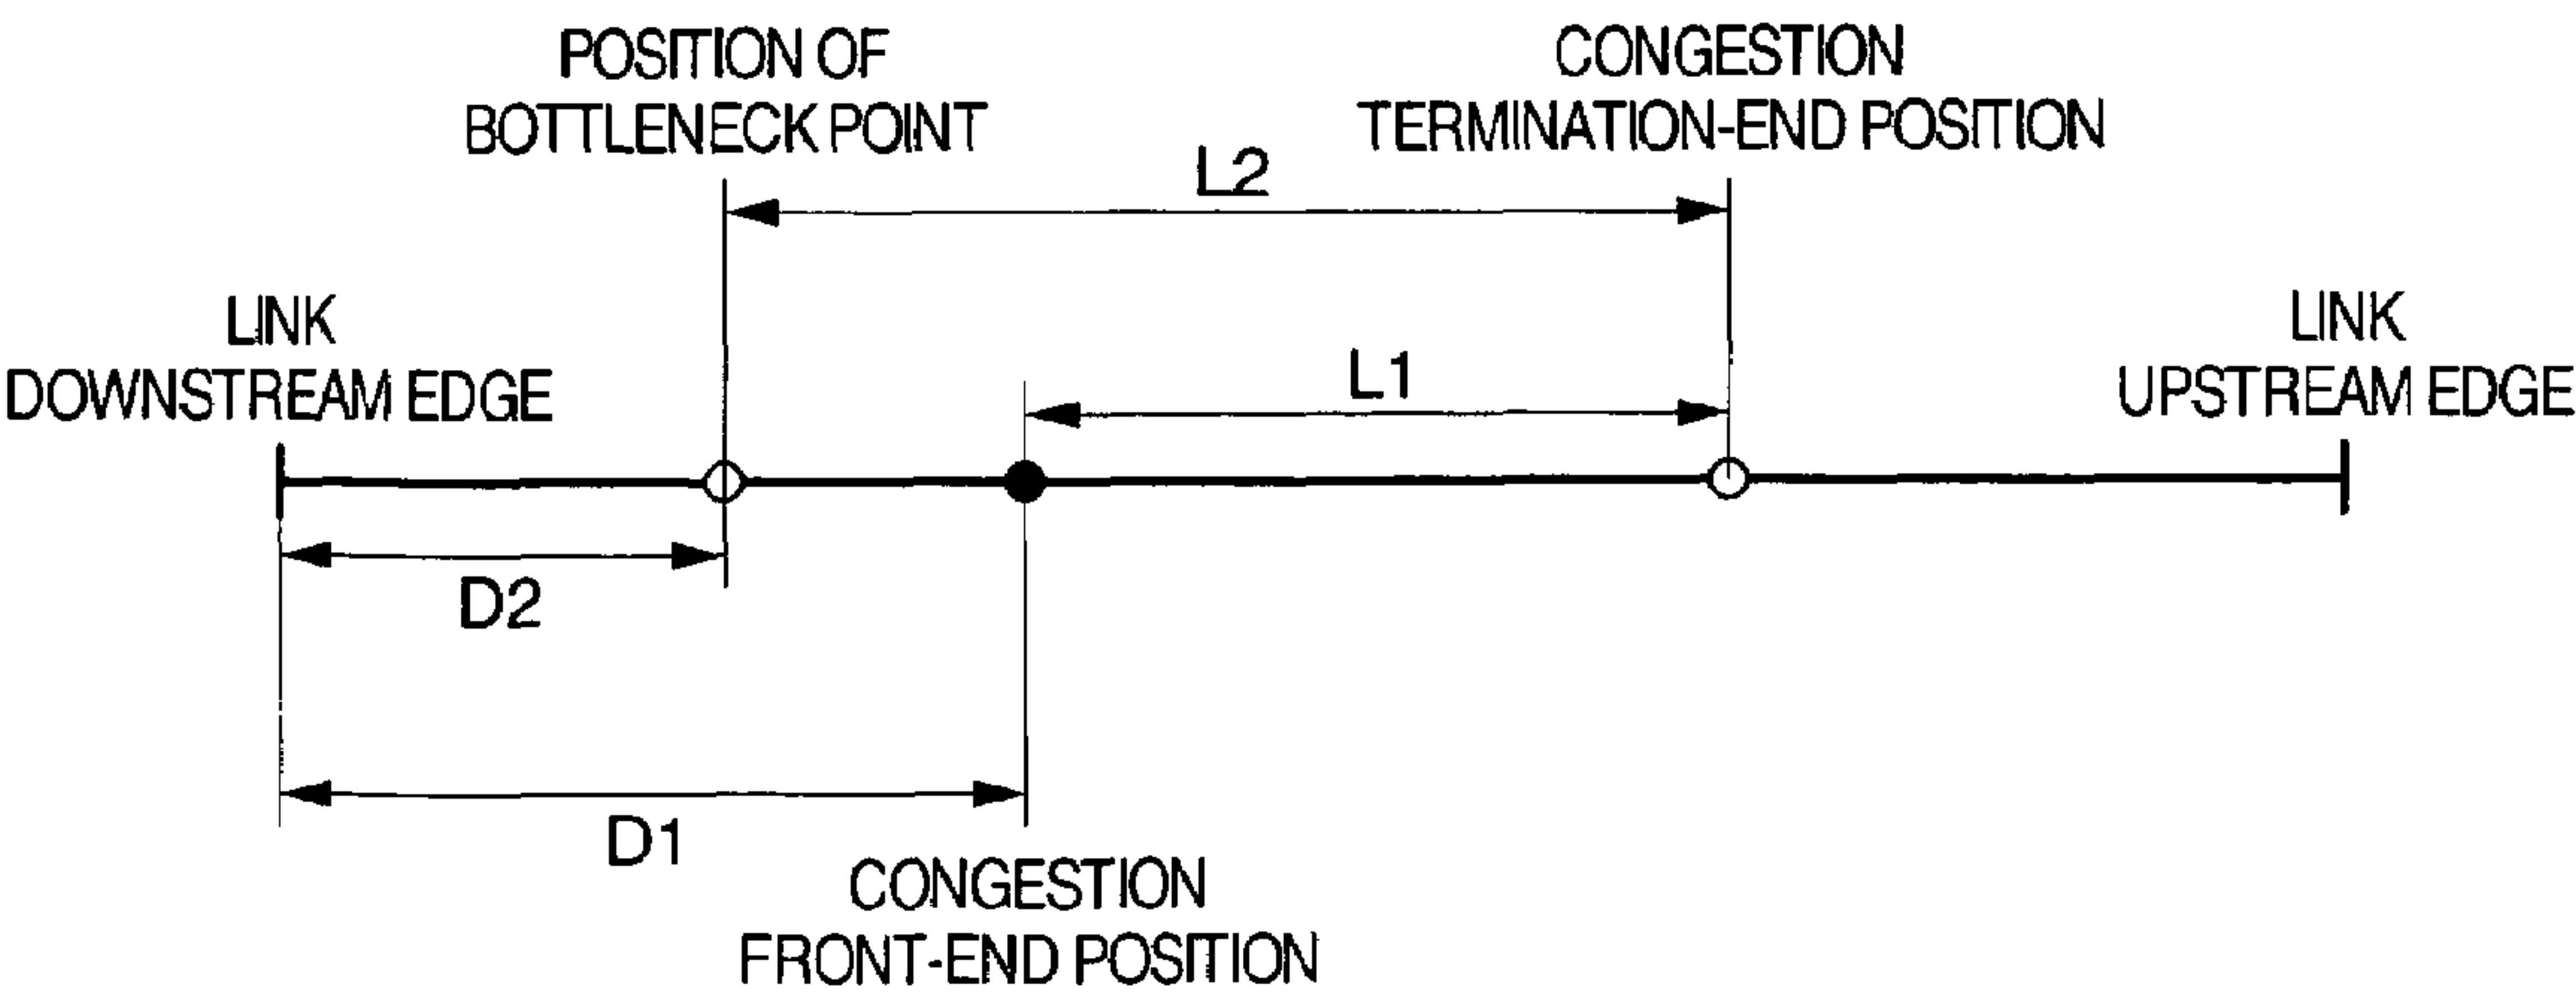 POSITION OF
BOTTLENECK POINT
CONGESTION
TERMINATION-END POSITION
L2
LINK
DOWNSTREAM EDGE
L1
LINK
UPSTREAM EDGE
D2
D1
CONGESTION
FRONT-END POSITION